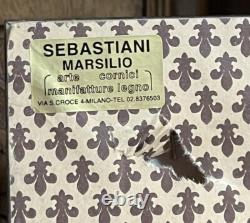 SEBASTIANI
MARSILIO
arte cornici
manifatture legno
VIA S. CROCE 4-MILANO-TEL 02.8376503